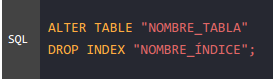 SQL
ALTER TABLE "NOMBRE_TABLA"
DROP INDEX "NOMBRE_ÍNDICE";